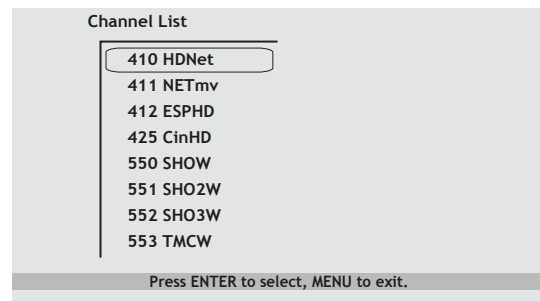 Channel List
410 HDNet
411 NETmv
412 ESPHD
425 CinHD
550 SHOW
551 SHO2W
552 SHO3W
553 TMCW
Press ENTER to select, MENU to exit.